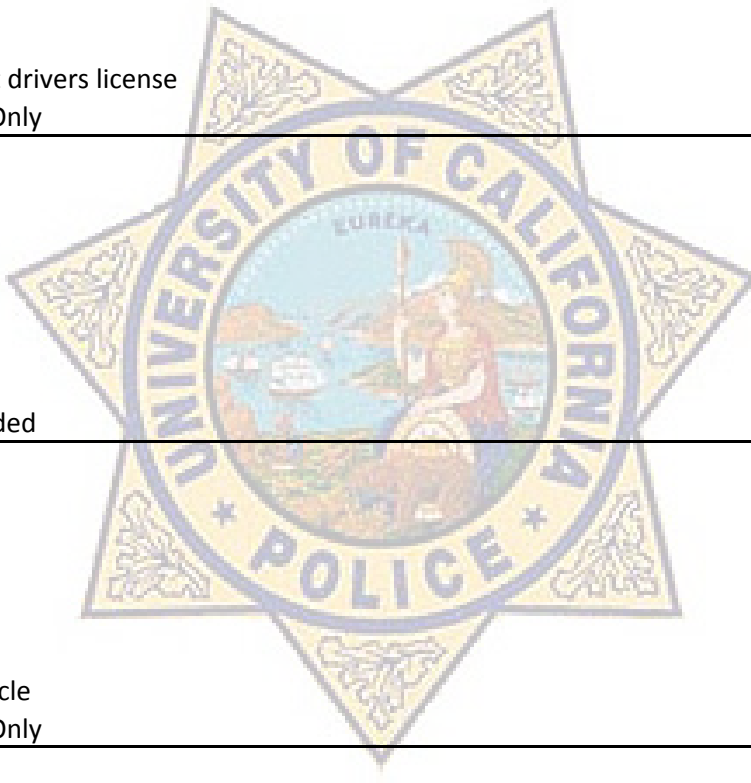 drivers license
Only
UNIVERSITY OF CALIFORNIA
EUREKA
ded
POLICE
cle
Only